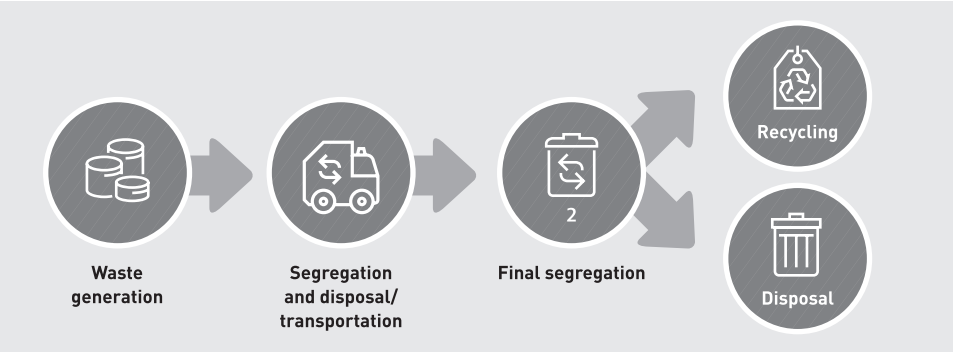 Waste
generation
Segregation
and disposal/
transportation
2
Final segregation
Recycling
Disposal